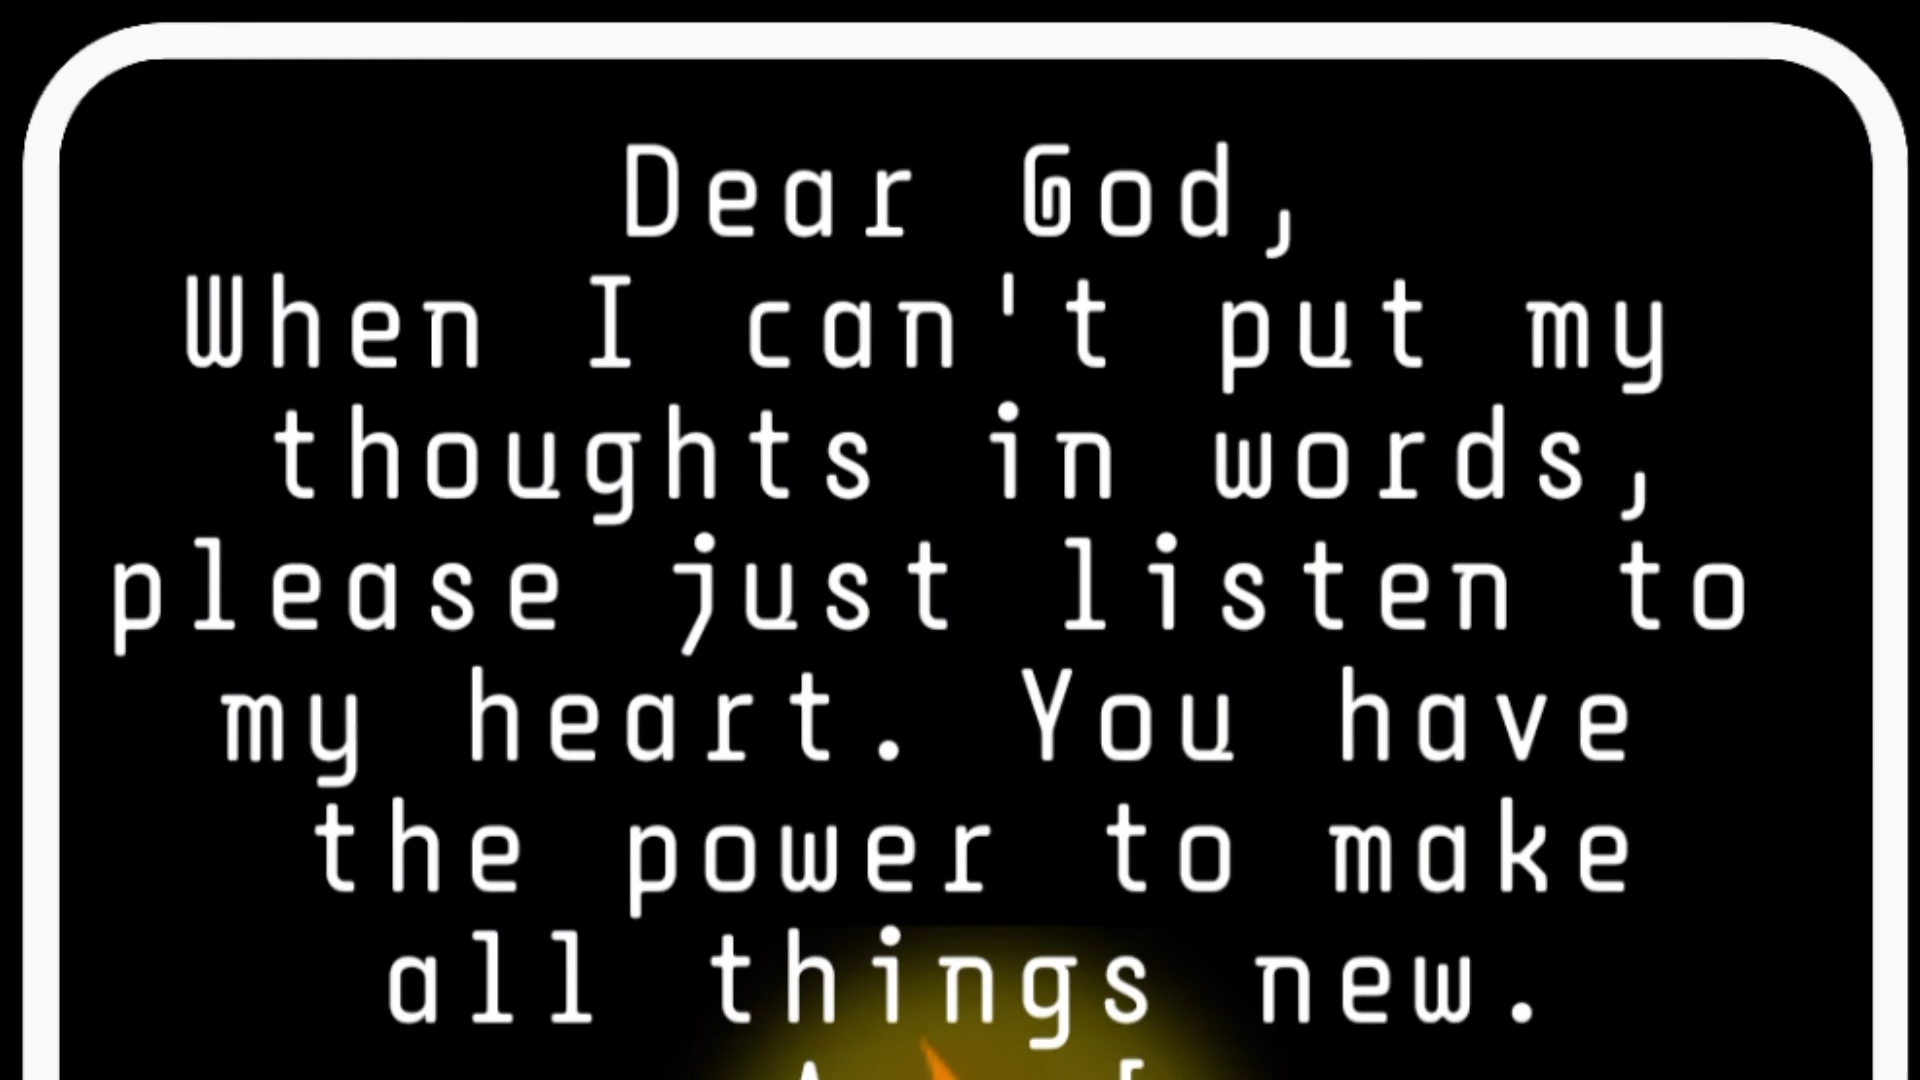 Dear God,
When I can't put my
thoughts in words,
please just listen to
my heart. You have
the power to make
all things new.